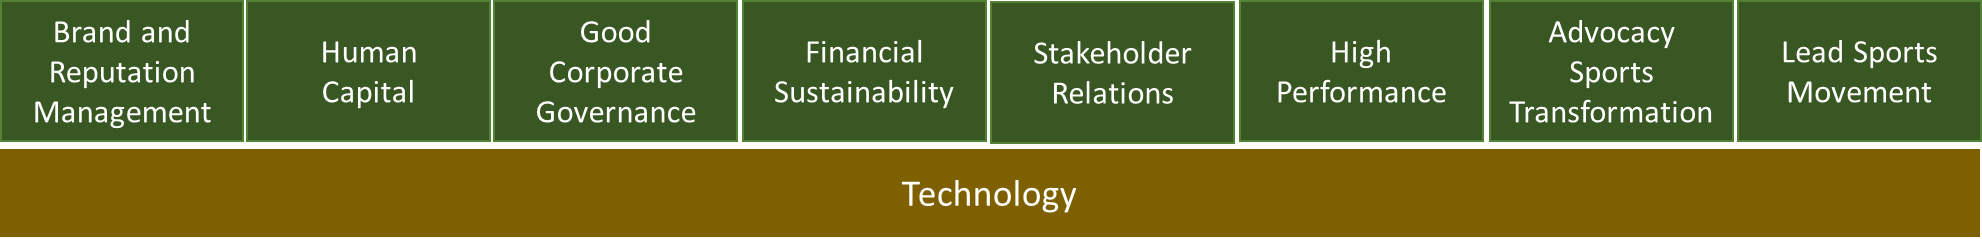 Brand and
Reputation
Management
Human
Capital
Good
Corporate
Governance
Financial
Sustainability
Stakeholder
Relations
High
Performance
Advocacy
Sports
Transformation
Lead Sports
Movement
Technology